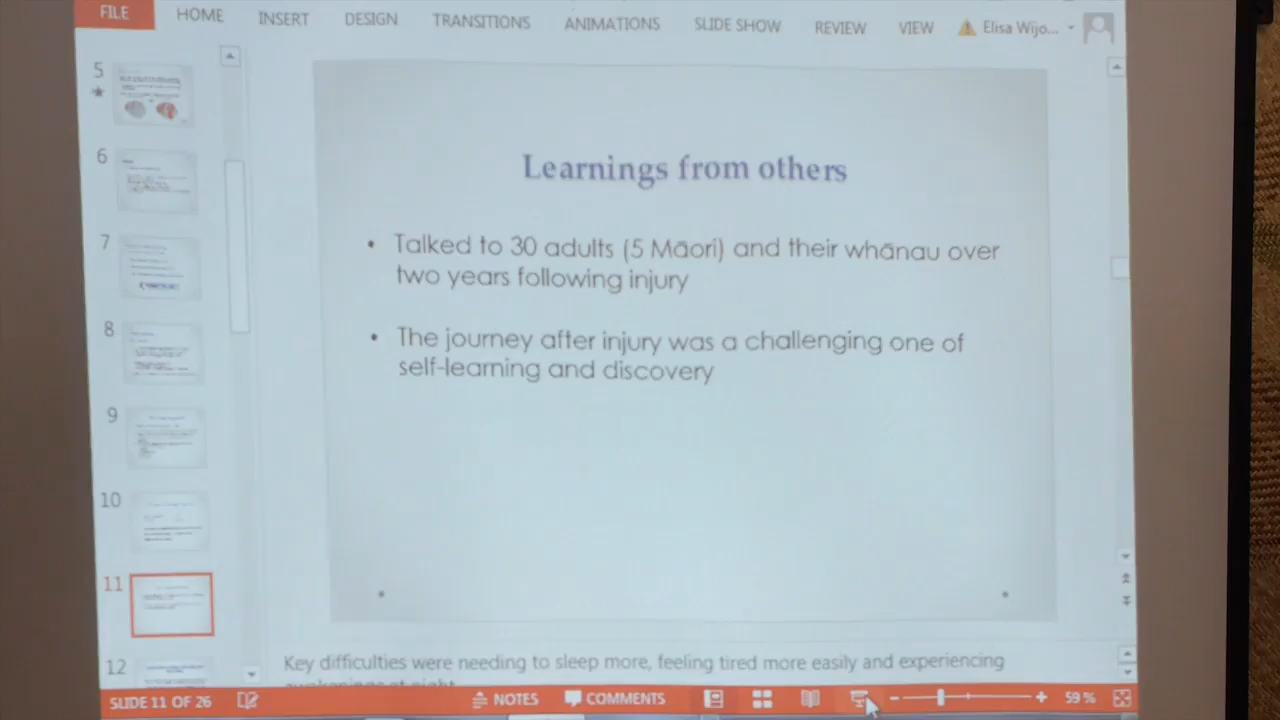 FILE HOME INSERT DESIGN TRANSITIONS ANIMATIONS SLIDE SHOW REVIEW VIEW Elisa Wijo...
5
6
7
8
9
10
11
12
Learnings from others
• Talked to 30 adults (5 Māori) and their whānau over
two years following injury
• The journey after injury was a challenging one of
self-learning and discovery
Key difficulties were needing to sleep more, feeling tired more easily and experiencing
SLIDE 11 OF 26 NOTES COMMENTS 59 %